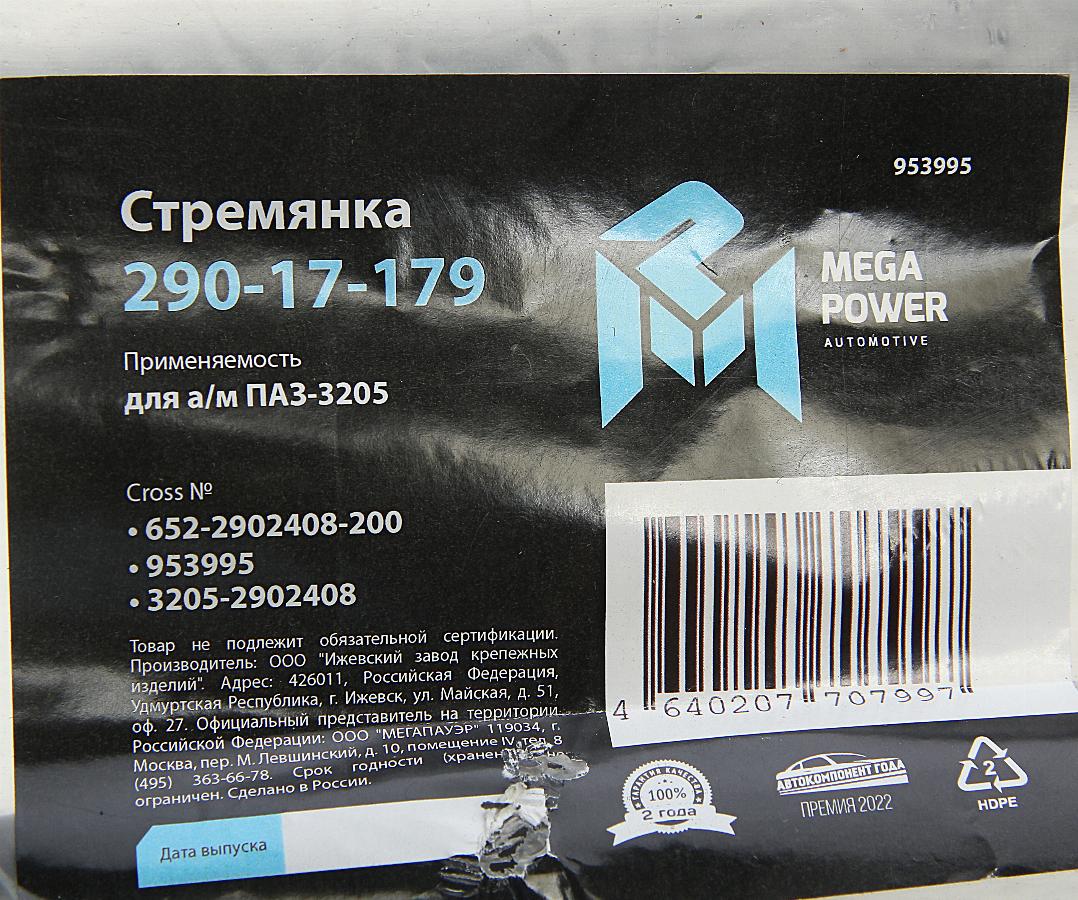 953995
Стремянка
290-17-179
MEGA
POWER
AUTOMOTIVE
Применяемость
для а/м ПАЗ-3205
Cross №
• 652-2902408-200
• 953995
• 3205-2902408
Товар не подлежит обязательной сертификации.
Производитель: ООО "Ижевский завод крепежных
изделий". Адрес: 426011, Российская Федерация,
Удмуртская Республика, г. Ижевск, ул. Майская, д. 51,
оф. 27. Официальный представитель на территории
Российской Федерации: ООО "МЕГАПАУЭР" 119034, г.
Москва, пер. М. Левшинский, д. 10, помещение IV, тел. 8
(495) 363-66-78. Срок годности (хранен
ограничен. Сделано в России.
Дата выпуска
4 640207 707997
ГАРАНТИЯ КАЧЕСТВА
100%
2 года
АВТОКОМПОНЕНТ ГОДА
ПРЕМИЯ 2022
2
HDPE